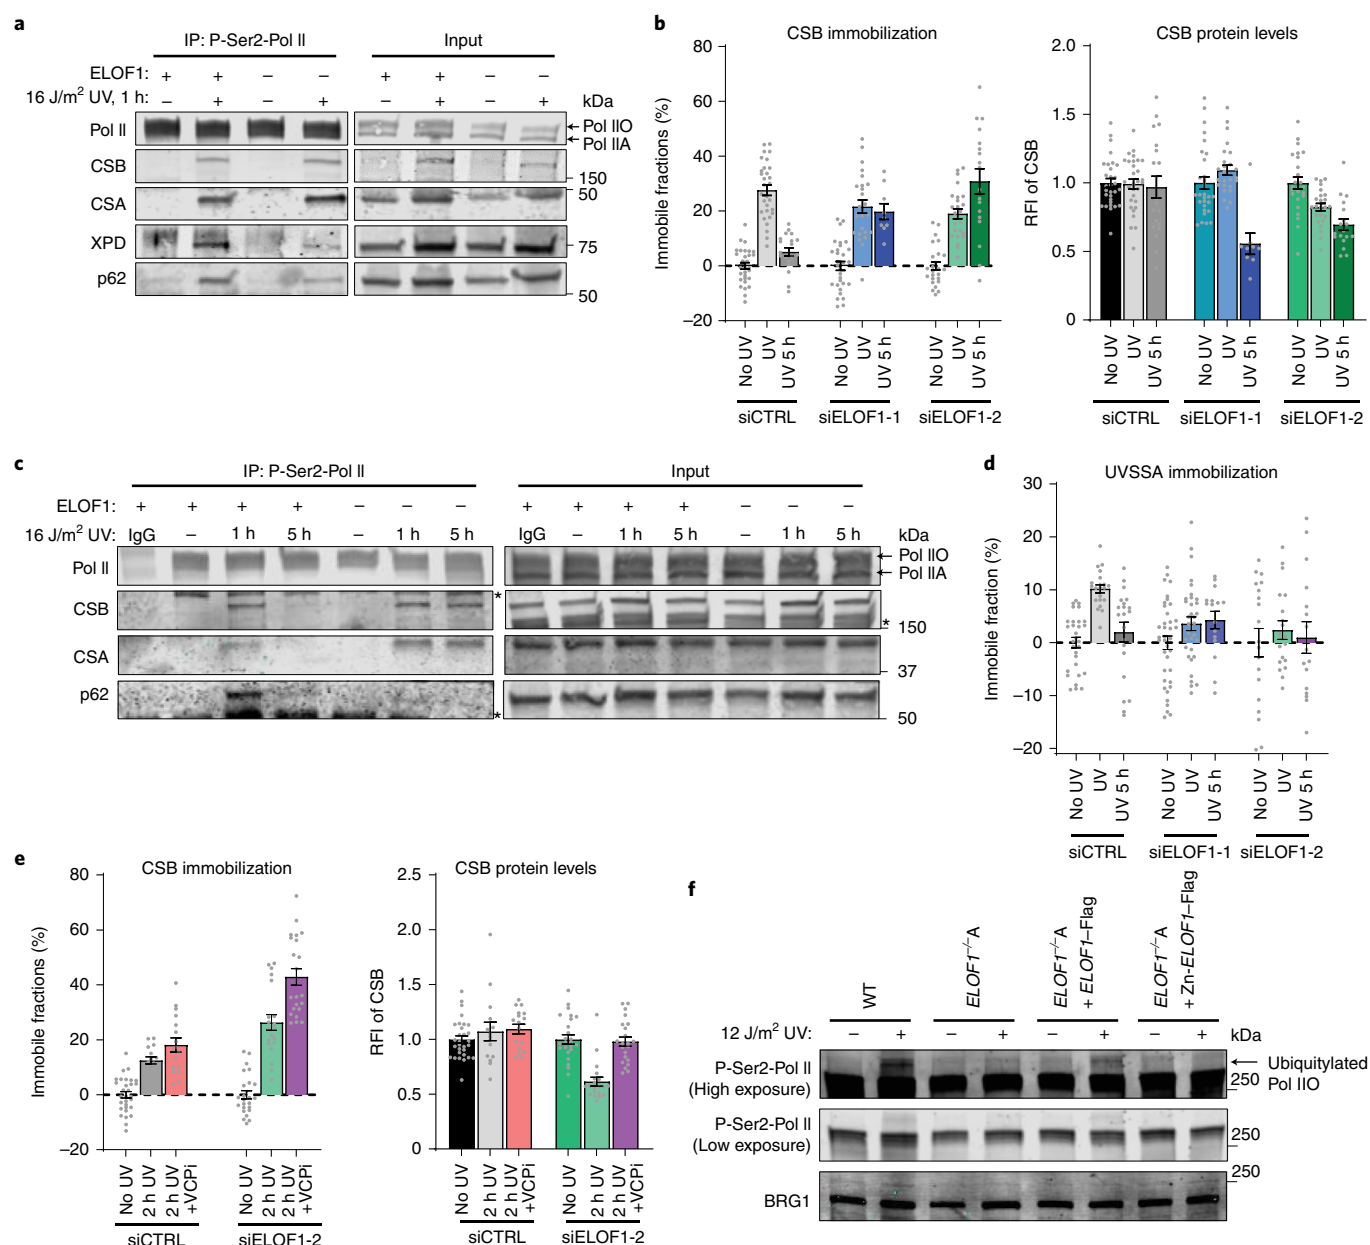 a
IP: P-Ser2-Pol II
Input
ELOF1: + + – – + + – –
16 J/m2 UV, 1 h: – + – + – + – + kDa
Pol II
Pol IIO
Pol IIA
CSB
150
CSA
50
XPD
75
p62
50
b
CSB immobilization
Immobile fractions (%)
80
60
40
20
0
–20
No UV UV UV 5 h No UV UV UV 5 h No UV UV UV 5 h
siCTRL siELOF1-1 siELOF1-2
CSB protein levels
RFI of CSB
2.0
1.5
1.0
0.5
0
No UV UV UV 5 h No UV UV UV 5 h No UV UV UV 5 h
siCTRL siELOF1-1 siELOF1-2
c
IP: P-Ser2-Pol II
Input
ELOF1: + + + + – – – + + + + – – –
16 J/m2 UV: IgG – 1 h 5 h – 1 h 5 h IgG – 1 h 5 h – 1 h 5 h kDa
Pol II
Pol IIO
Pol IIA
CSB
*
*
150
CSA
37
p62
*
50
d
UVSSA immobilization
Immobile fraction (%)
30
20
10
0
–10
–20
No UV UV UV 5 h No UV UV UV 5 h No UV UV UV 5 h
siCTRL siELOF1-1 siELOF1-2
e
CSB immobilization
Immobile fractions (%)
80
60
40
20
0
–20
No UV 2 h UV 2 h UV +VCPi No UV 2 h UV 2 h UV +VCPi
siCTRL siELOF1-2
CSB protein levels
RFI of CSB
2.5
2.0
1.5
1.0
0.5
0
No UV 2 h UV 2 h UV +VCPi No UV 2 h UV 2 h UV +VCPi
siCTRL siELOF1-2
f
WT
ELOF1–/–A
ELOF1–/–A
+ ELOF1–Flag
ELOF1–/–A
+ Zn-ELOF1–Flag
12 J/m2 UV: – + – + – + – + kDa
P-Ser2-Pol II
(High exposure)
250
Ubiquitylated
Pol IIO
P-Ser2-Pol II
(Low exposure)
250
BRG1
250